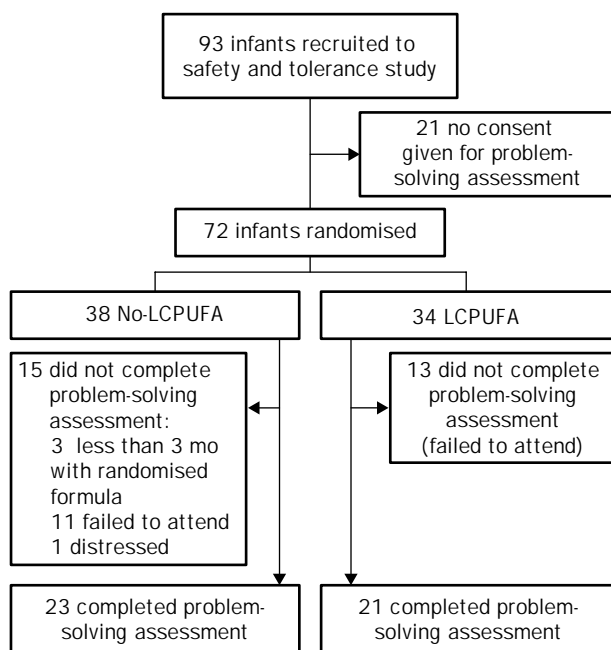 93 infants recruited to
safety and tolerance study
21 no consent
given for problem-
solving assessment
72 infants randomised
38 No-LCPUFA
34 LCPUFA
15 did not complete
problem-solving
assessment:
3 less than 3 mo
with randomised
formula
11 failed to attend
1 distressed
13 did not complete
problem-solving
assessment
(failed to attend)
23 completed problem-
solving assessment
21 completed problem-
solving assessment